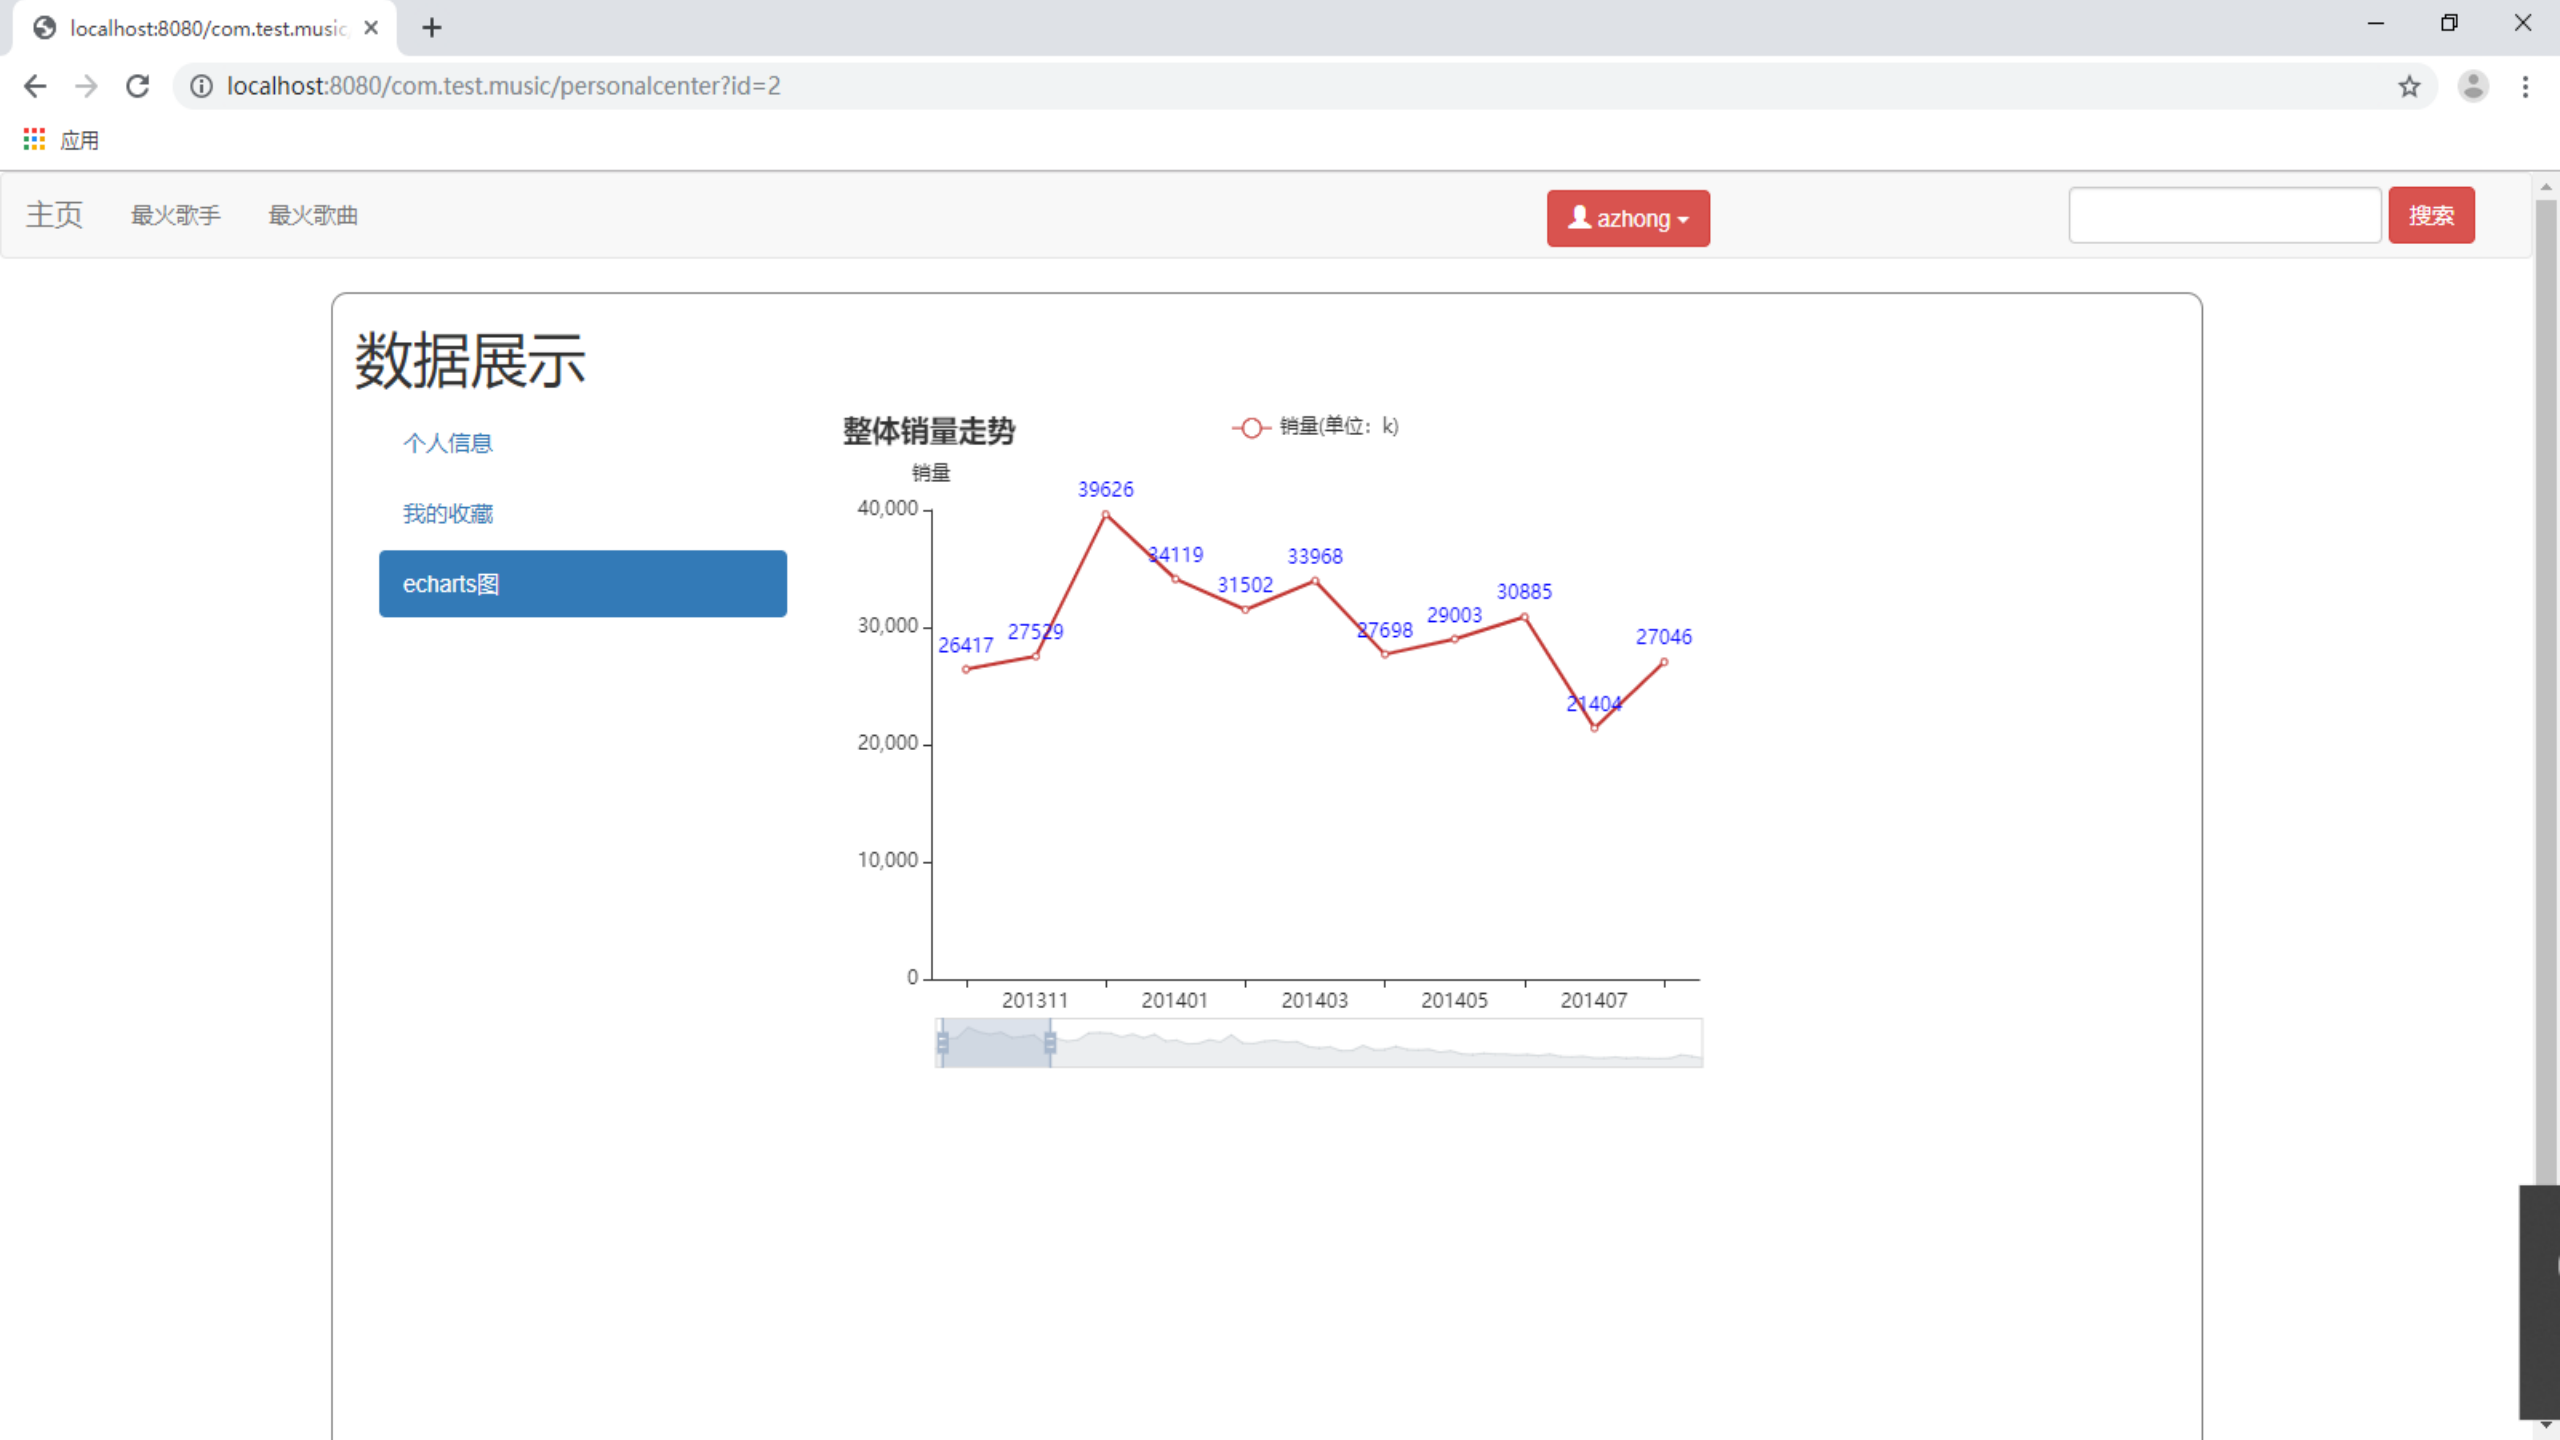 localhost:8080/com.test.music
localhost:8080/com.test.music/personalcenter?id=2
应用
主页 最火歌手 最火歌曲 azhong 搜索
数据展示
个人信息
我的收藏
echarts图
整体销量走势
销量(单位：k)
销量
40,000
30,000
20,000
10,000
0
26417
27529
39626
34119
31502
33968
27698
29003
30885
21404
27046
201311 201401 201403 201405 201407